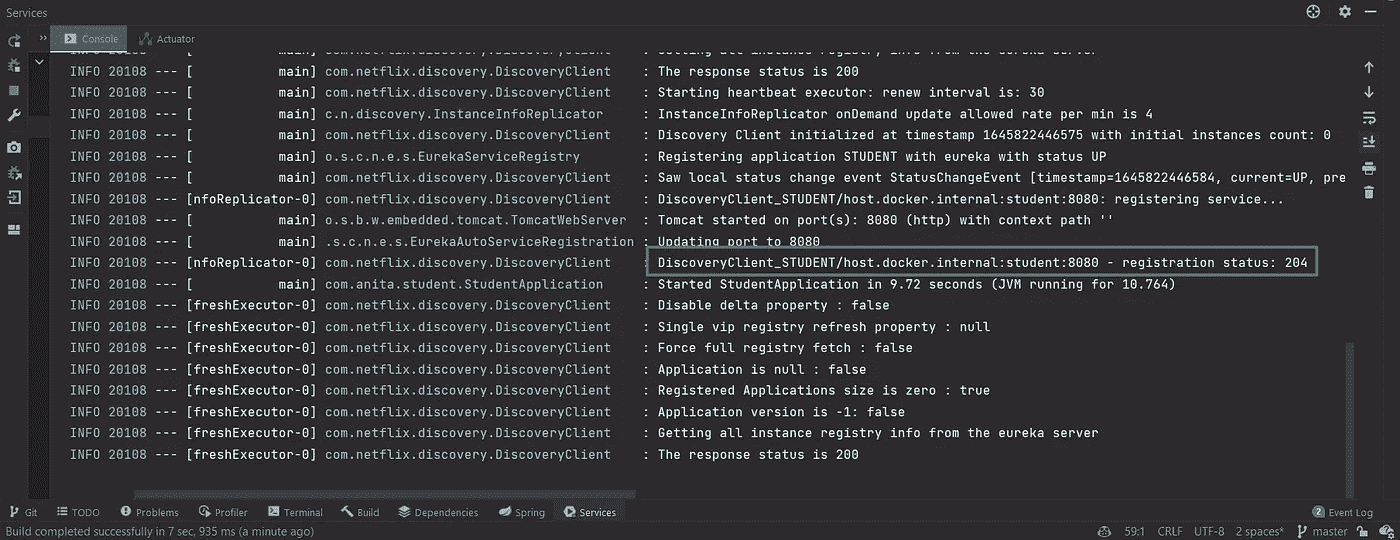 Services
Console
Actuator
INFO 20108 --- [ main] com.netflix.discovery.DiscoveryClient : Getting all instance registry info from the eureka server
INFO 20108 --- [ main] com.netflix.discovery.DiscoveryClient : The response status is 200
INFO 20108 --- [ main] com.netflix.discovery.DiscoveryClient : Starting heartbeat executor: renew interval is: 30
INFO 20108 --- [ main] c.n.discovery.InstanceInfoReplicator : InstanceInfoReplicator onDemand update allowed rate per min is 4
INFO 20108 --- [ main] com.netflix.discovery.DiscoveryClient : Discovery Client initialized at timestamp 1645822446575 with initial instances count: 0
INFO 20108 --- [ main] o.s.c.n.e.s.EurekaServiceRegistry : Registering application STUDENT with eureka with status UP
INFO 20108 --- [ main] com.netflix.discovery.DiscoveryClient : Saw local status change event StatusChangeEvent [timestamp=1645822446584, current=UP, pre
INFO 20108 --- [nfoReplicator-0] com.netflix.discovery.DiscoveryClient : DiscoveryClient_STUDENT/host.docker.internal:student:8080: registering service...
INFO 20108 --- [ main] o.s.b.w.embedded.tomcat.TomcatWebServer : Tomcat started on port(s): 8080 (http) with context path ''
INFO 20108 --- [ main] .s.c.n.e.s.EurekaAutoServiceRegistration : Updating port to 8080
INFO 20108 --- [nfoReplicator-0] com.netflix.discovery.DiscoveryClient : DiscoveryClient_STUDENT/host.docker.internal:student:8080 - registration status: 204
INFO 20108 --- [ main] com.anita.student.StudentApplication : Started StudentApplication in 9.72 seconds (JVM running for 10.764)
INFO 20108 --- [freshExecutor-0] com.netflix.discovery.DiscoveryClient : Disable delta property : false
INFO 20108 --- [freshExecutor-0] com.netflix.discovery.DiscoveryClient : Single vip registry refresh property : null
INFO 20108 --- [freshExecutor-0] com.netflix.discovery.DiscoveryClient : Force full registry fetch : false
INFO 20108 --- [freshExecutor-0] com.netflix.discovery.DiscoveryClient : Application is null : false
INFO 20108 --- [freshExecutor-0] com.netflix.discovery.DiscoveryClient : Registered Applications size is zero : true
INFO 20108 --- [freshExecutor-0] com.netflix.discovery.DiscoveryClient : Application version is -1: false
INFO 20108 --- [freshExecutor-0] com.netflix.discovery.DiscoveryClient : Getting all instance registry info from the eureka server
INFO 20108 --- [freshExecutor-0] com.netflix.discovery.DiscoveryClient : The response status is 200
Git TODO Problems Profiler Terminal Build Dependencies Spring Services 2 Event Log
Build completed successfully in 7 sec, 935 ms (a minute ago) 59:1 CRLF UTF-8 2 spaces* master